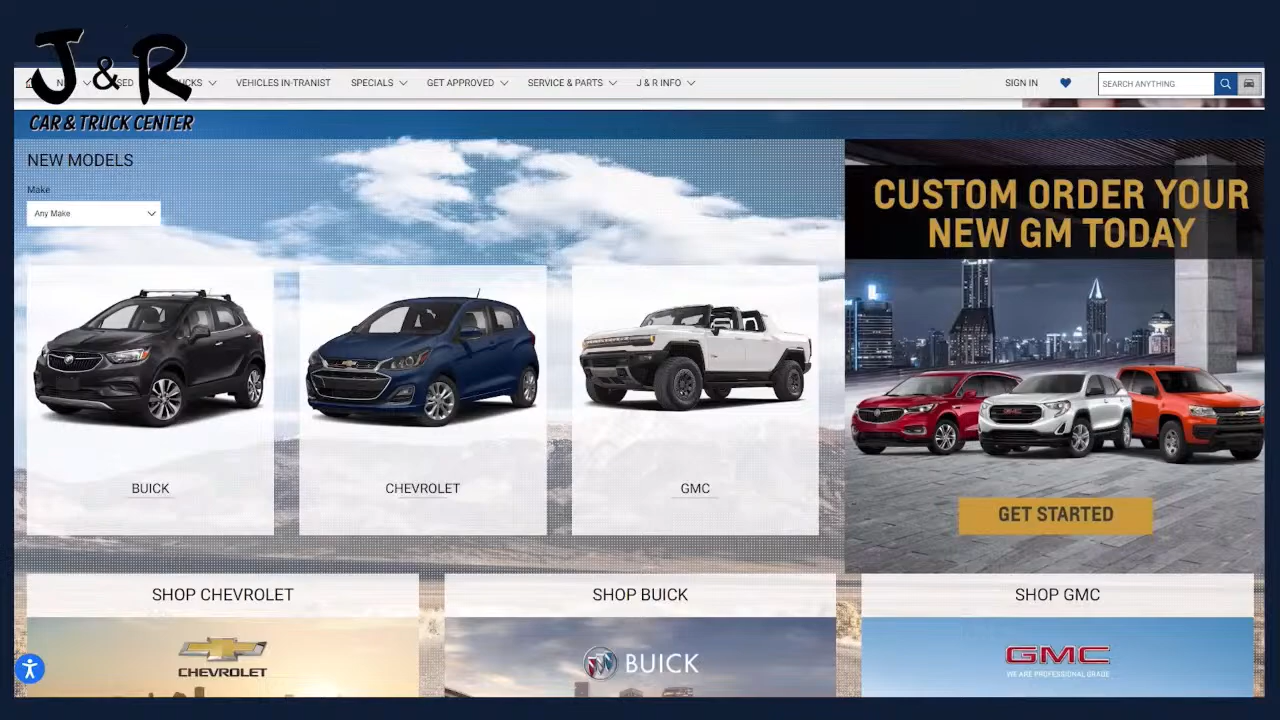 J & R
CAR & TRUCK CENTER
VEHICLES IN-TRANSIT
SPECIALS
GET APPROVED
SERVICE & PARTS
J & R INFO
SIGN IN
SEARCH ANYTHING
NEW MODELS
Make
Any Make
BUICK
CHEVROLET
GMC
CUSTOM ORDER YOUR
NEW GM TODAY
GET STARTED
SHOP CHEVROLET
SHOP BUICK
SHOP GMC
CHEVROLET
BUICK
GMC
WE ARE PROFESSIONAL GRADE